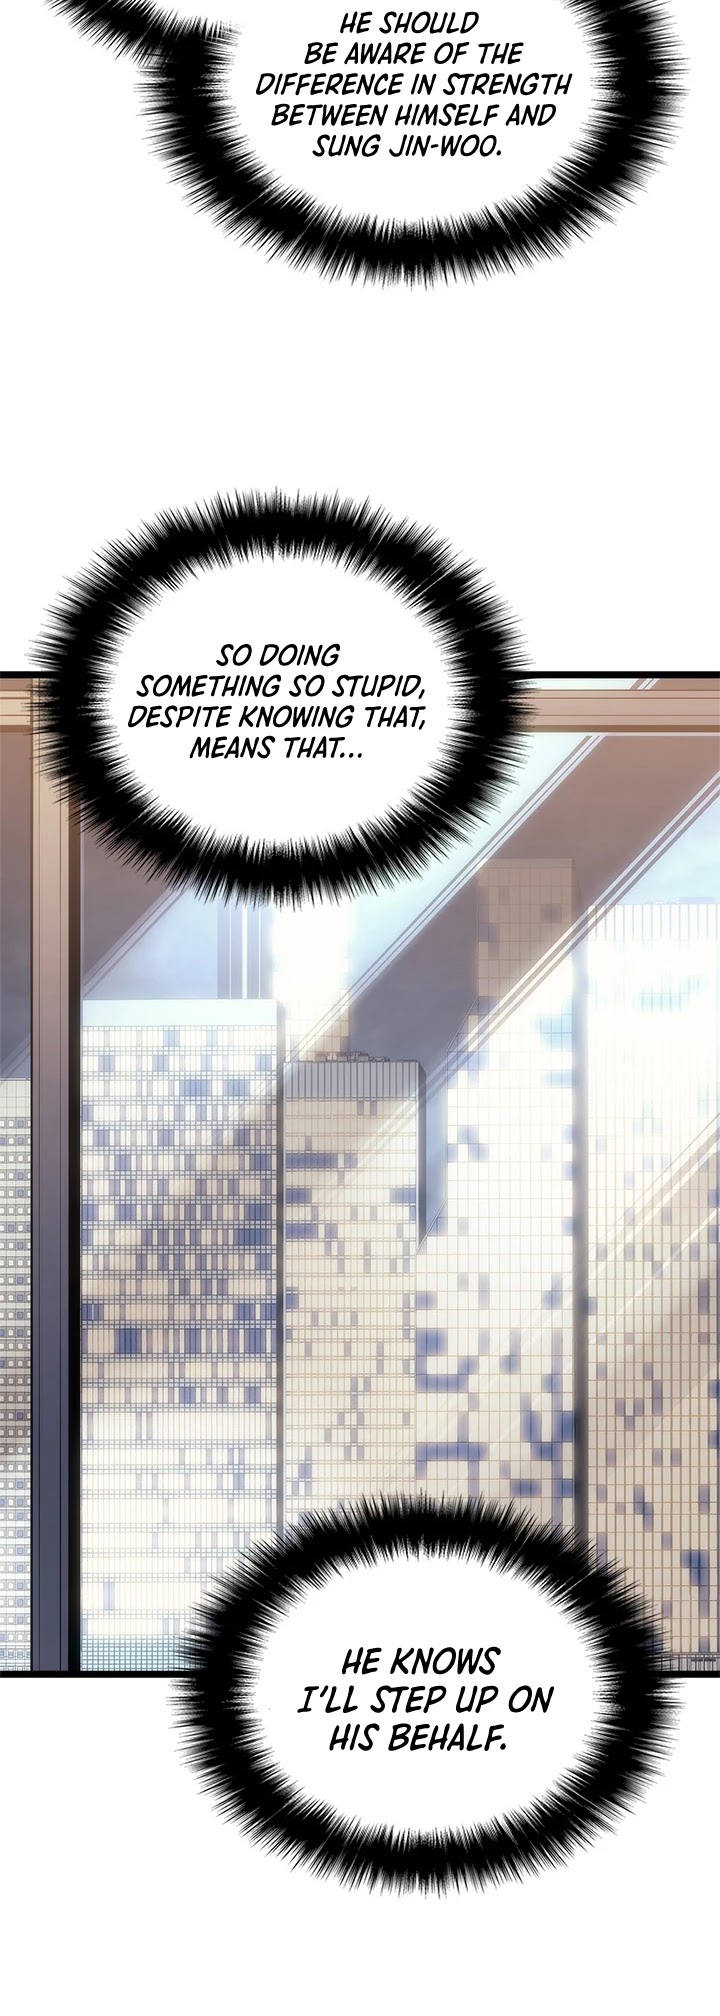 HE SHOULD
BE AWARE OF THE
DIFFERENCE IN STRENGTH
BETWEEN HIMSELF AND
SUNG JIN-WOO.
SO DOING
SOMETHING SO STUPID,
DESPITE KNOWING THAT,
MEANS THAT...
HE KNOWS
I'LL STEP UP ON
HIS BEHALF.